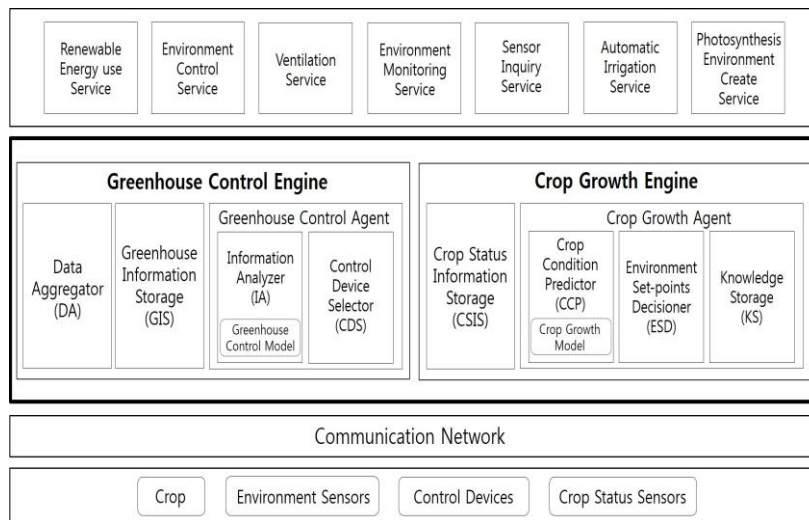 Renewable
Energy use
Service
Environment
Control
Service
Ventilation
Service
Environment
Monitoring
Service
Sensor
Inquiry
Service
Automatic
Irrigation
Service
Photosynthesis
Environment
Create
Service
Greenhouse Control Engine
Data
Aggregator
(DA)
Greenhouse
Information
Storage
(GIS)
Greenhouse Control Agent
Information
Analyzer
(IA)
Greenhouse
Control Model
Control
Device
Selector
(CDS)
Crop Growth Engine
Crop Status
Information
Storage
(CSIS)
Crop Growth Agent
Crop
Condition
Predictor
(CCP)
Crop Growth
Model
Environment
Set-points
Decisioner
(ESD)
Knowledge
Storage
(KS)
Communication Network
Crop
Environment Sensors
Control Devices
Crop Status Sensors